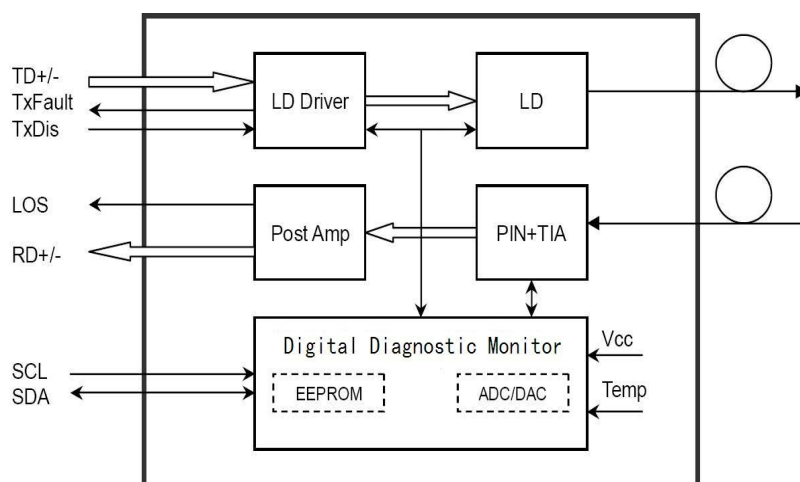 TD+/-
TxFault
TxDis
LD Driver
LD
LOS
RD+/-
Post Amp
PIN+TIA
Digital Diagnostic Monitor
EEPROM
ADC/DAC
SCL
SDA
Vcc
Temp